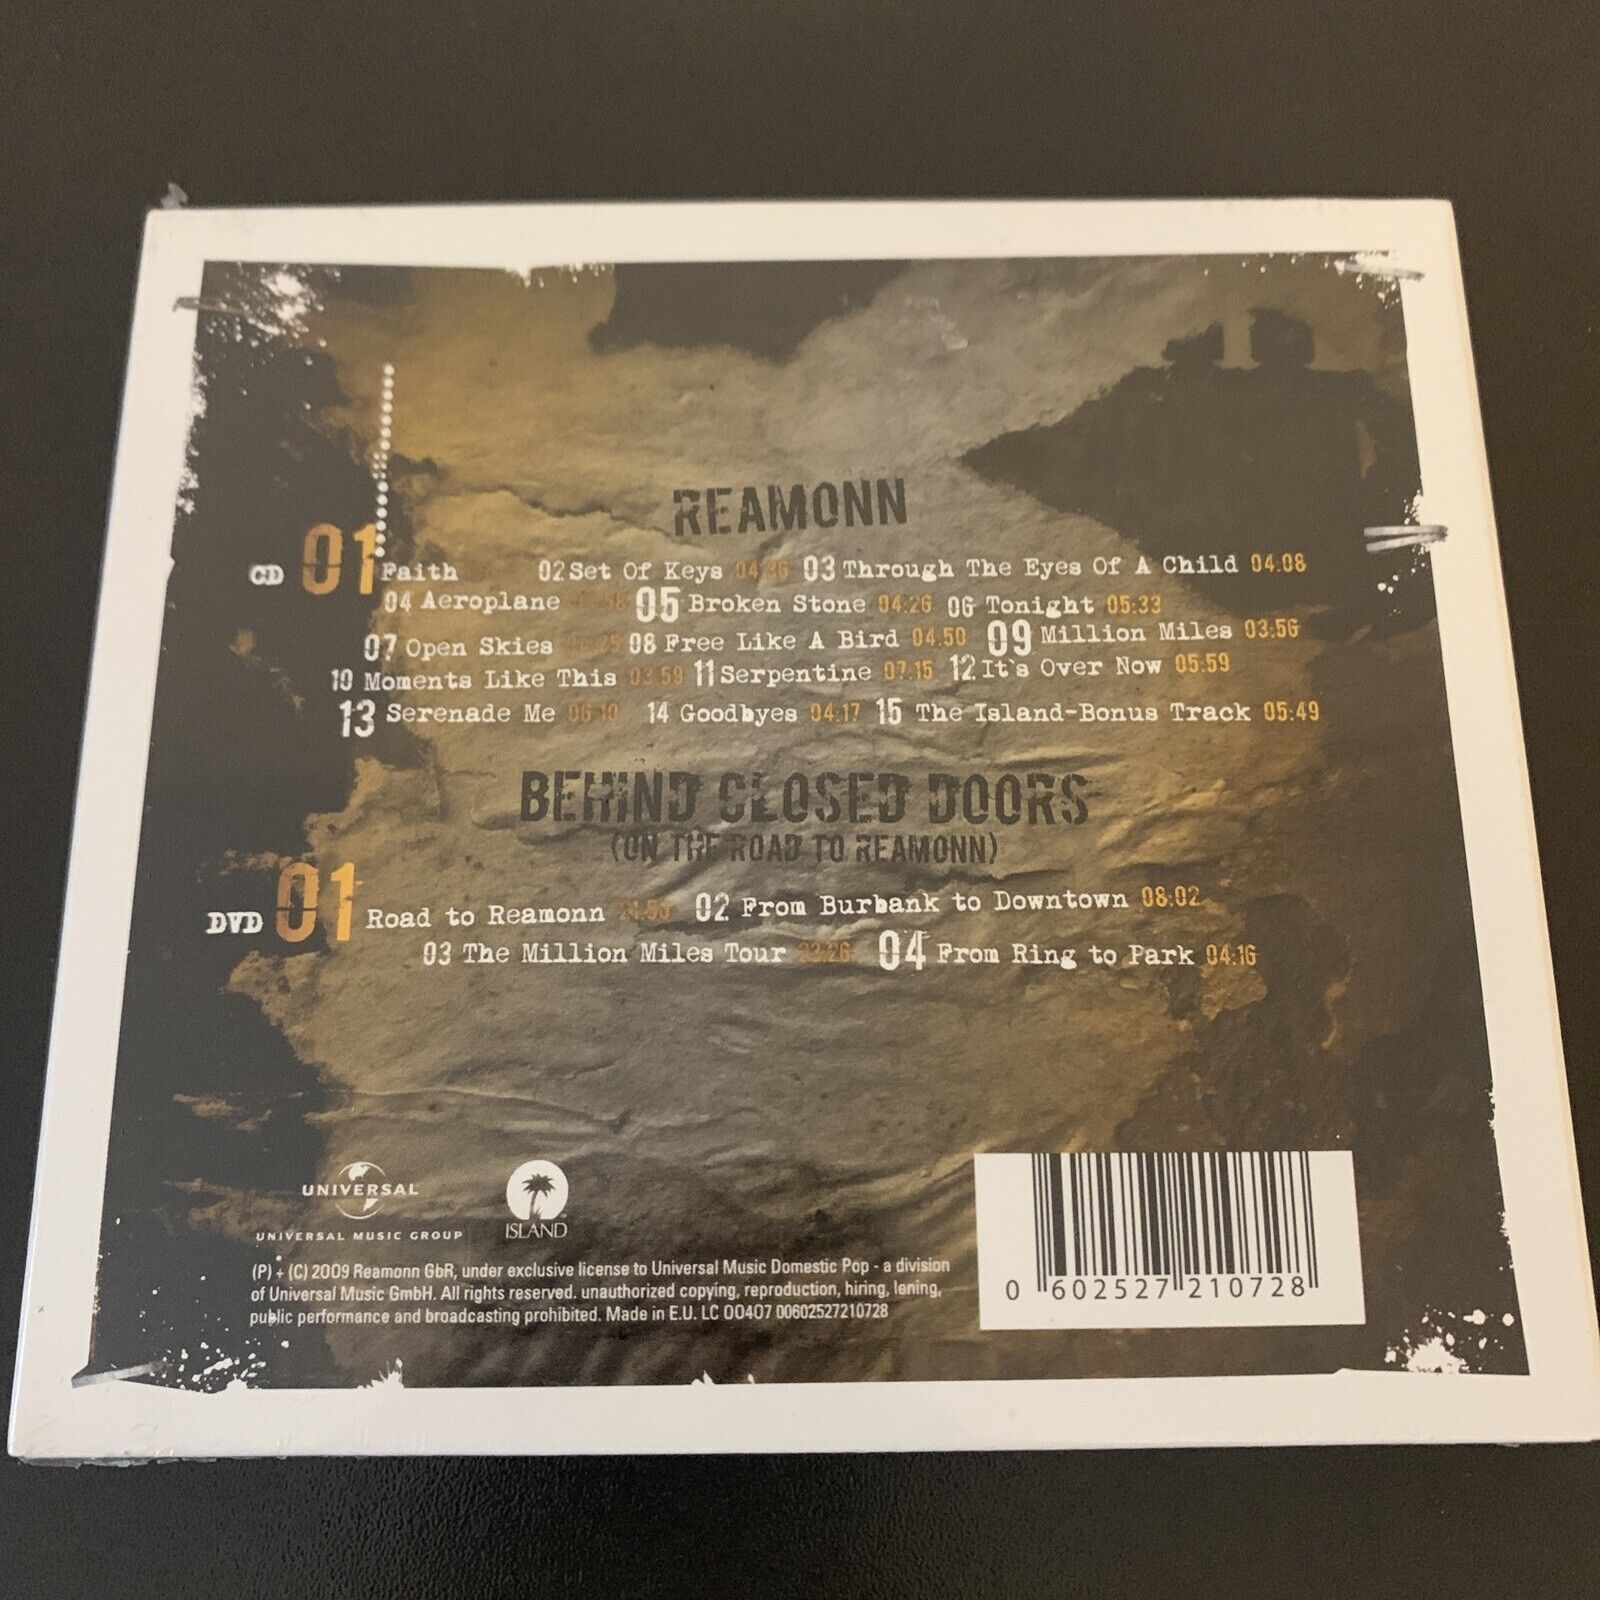 REAMONN
CD 01 Faith 02 Set Of Keys 04:36 03 Through The Eyes Of A Child 04:08
04 Aeroplane 05 Broken Stone 04:26 06 Tonight 05:33
07 Open Skies 08 Free Like A Bird 04.50 09 Million Miles 03:56
10 Moments Like This 03:59 11 Serpentine 07:15 12 It's Over Now 05:59
13 Serenade Me 06:10 14 Goodbyes 04:17 15 The Island-Bonus Track 05:49
BEHIND CLOSED DOORS
(ON THE ROAD TO REAMONN)
DVD 01 Road to Reamonn 02 From Burbank to Downtown 08:02
03 The Million Miles Tour 04 From Ring to Park 04:16
UNIVERSAL
UNIVERSAL MUSIC GROUP
ISLAND
(P) + (C) 2009 Reamonn GbR, under exclusive license to Universal Music Domestic Pop - a division
of Universal Music GmbH. All rights reserved. unauthorized copying, reproduction, hiring, lening,
public performance and broadcasting prohibited. Made in E.U. LC 00407 00602527210728
0 602527 210728